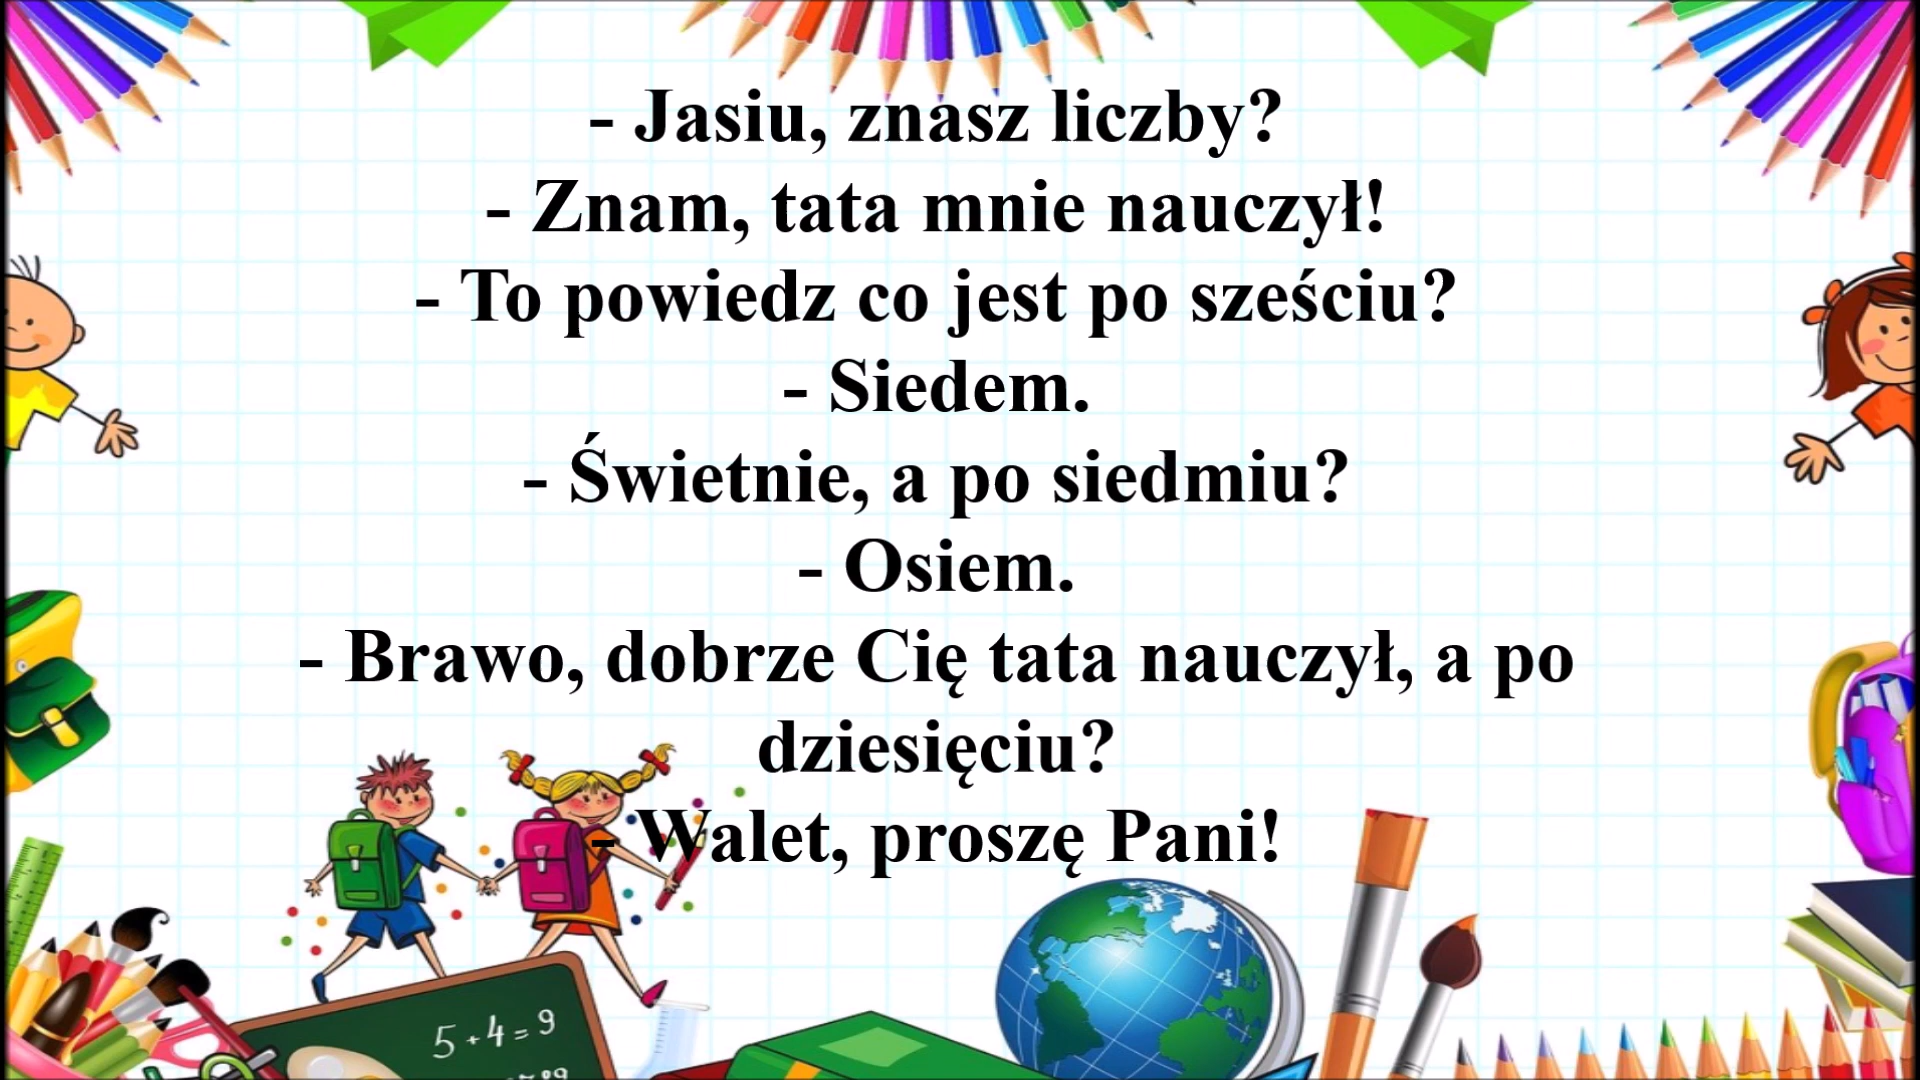 - Jasiu, znasz liczby?
- Znam, tata mnie nauczył!
- To powiedz co jest po sześciu?
- Siedem.
- Świetnie, a po siedmiu?
- Osiem.
- Brawo, dobrze Cię tata nauczył, a po
dziesięciu?
- Walet, proszę Pani!
5+4=9